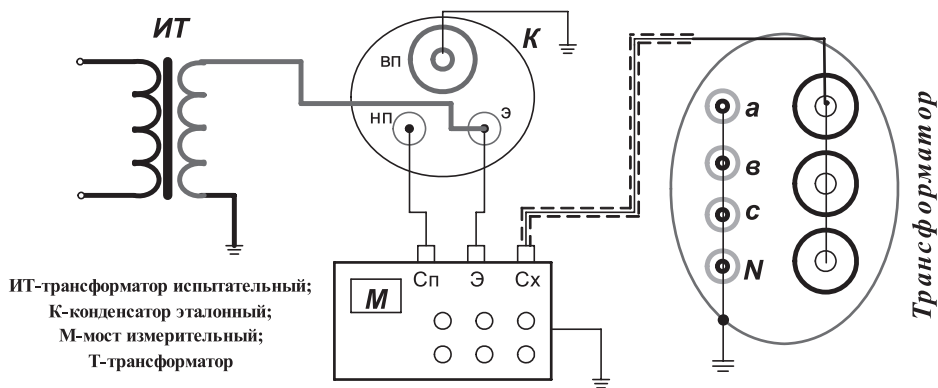 ИТ
К
ВП
НП
Э
Сп
Э
Сх
М
а
в
с
N
Трансформатор
ИТ-трансформатор испытательный;
К-конденсатор эталонный;
М-мост измерительный;
Т-трансформатор